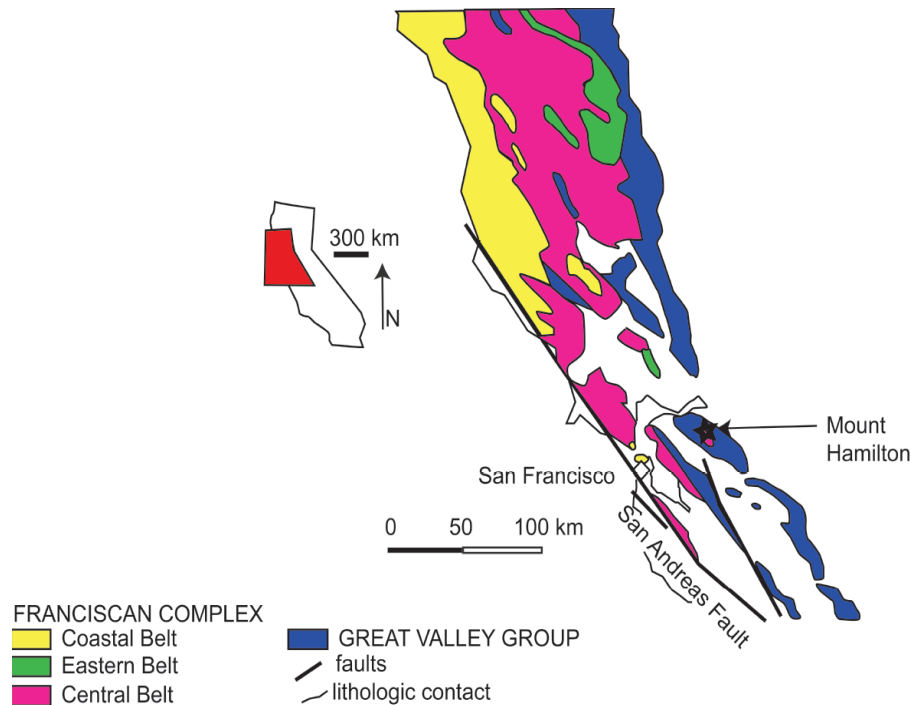 300 km
N
Mount
Hamilton
San Francisco
0 50 100 km
San Andreas Fault
FRANCISCAN COMPLEX
Coastal Belt
Eastern Belt
Central Belt
GREAT VALLEY GROUP
faults
lithologic contact